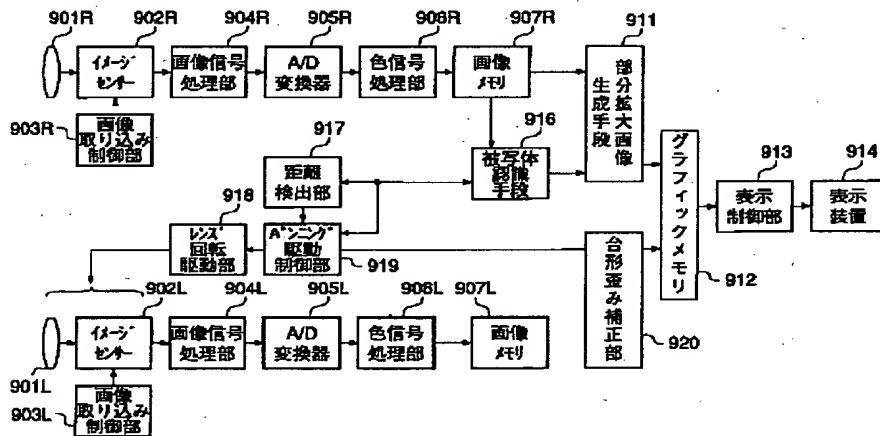 901R
902R
904R
905R
906R
907R
911
イメージ
センサー
画像信号
処理部
A/D
変換器
色信号
処理部
画像
メモリ
部分拡大画像
生成手段
903R
画像
取り込み
制御部
917
距離
検出部
916
被写体
認識
手段
グラフィックメモリ
913
表示
制御部
914
表示
装置
918
レンズ
回転
駆動部
パンニング
駆動
制御部
919
台形歪み補正部
912
920
902L
904L
905L
906L
907L
イメージ
センサー
画像信号
処理部
A/D
変換器
色信号
処理部
画像
メモリ
901L
903L
画像
取り込み
制御部